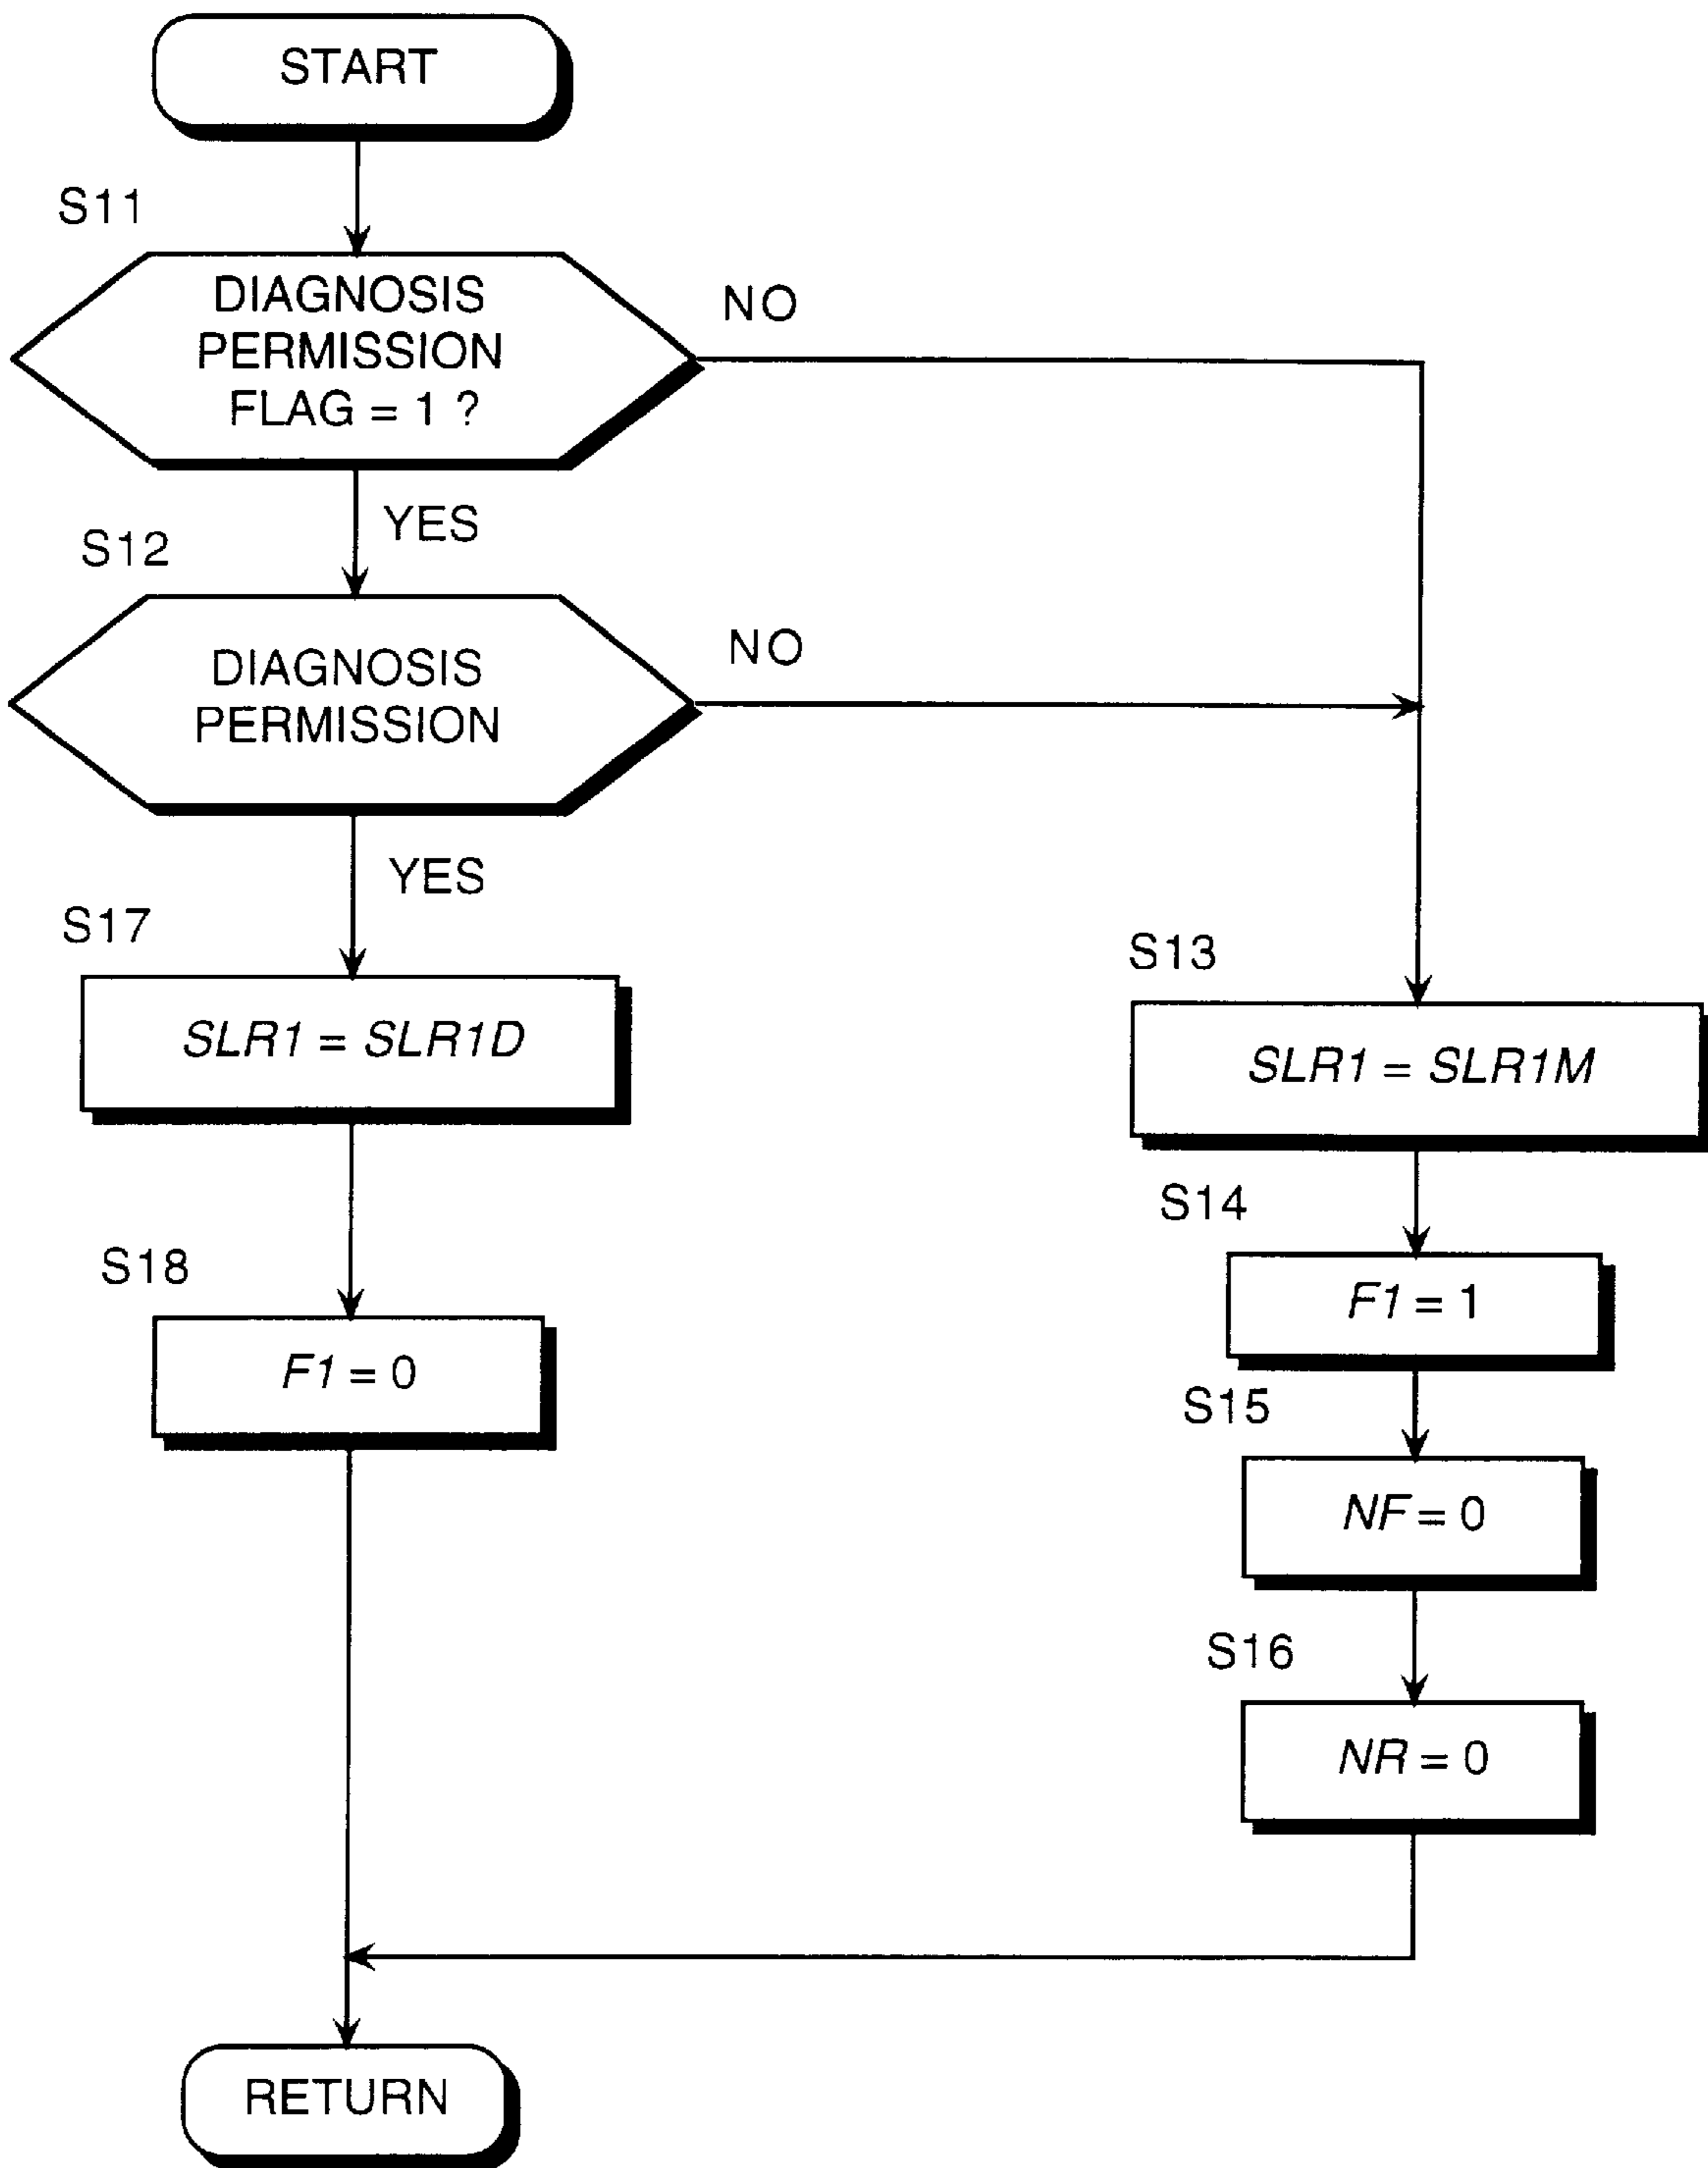 START
S11
DIAGNOSIS
PERMISSION
FLAG = 1 ?
NO
YES
S12
DIAGNOSIS
PERMISSION
NO
YES
S17
SLR1 = SLR1D
S18
F1 = 0
S13
SLR1 = SLR1M
S14
F1 = 1
S15
NF = 0
S16
NR = 0
RETURN